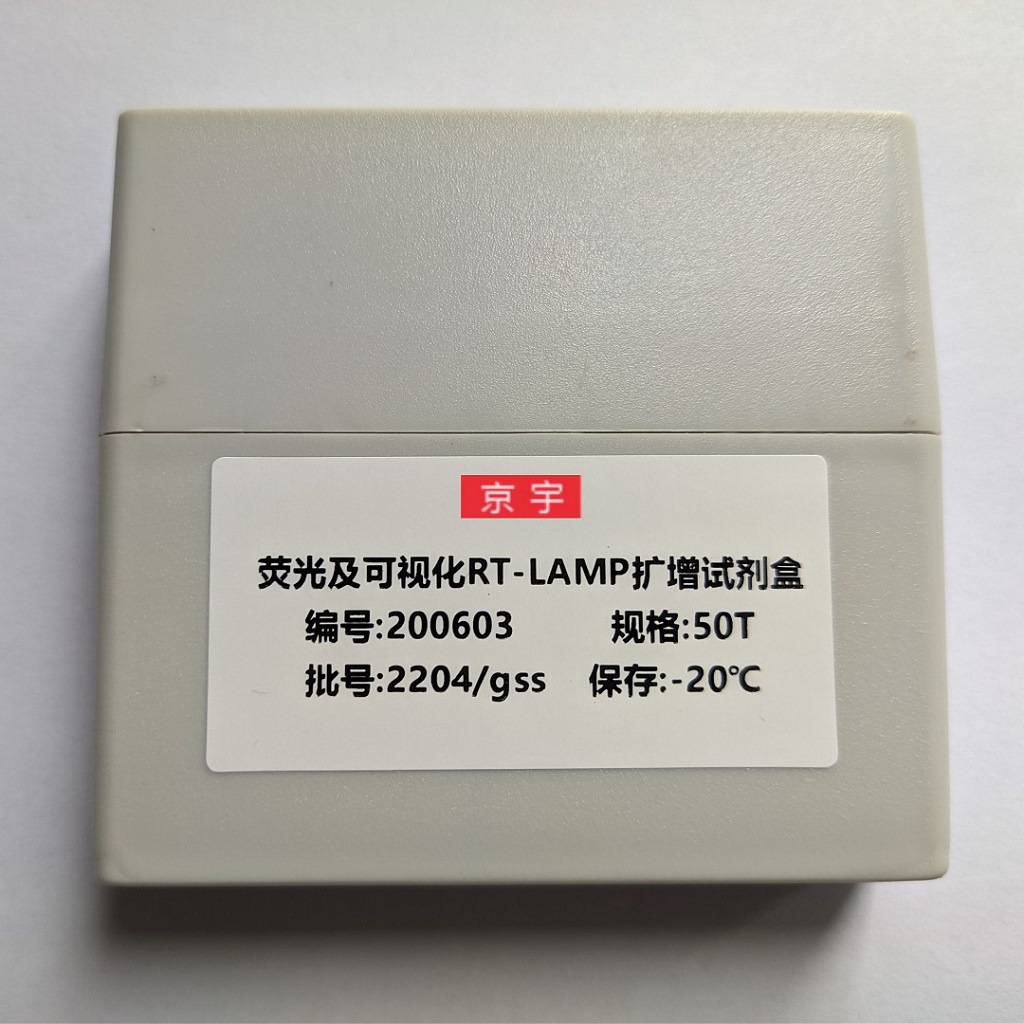 京宇
荧光及可视化RT-LAMP扩增试剂盒
编号:200603 规格:50T
批号:2204/gss 保存:-20℃